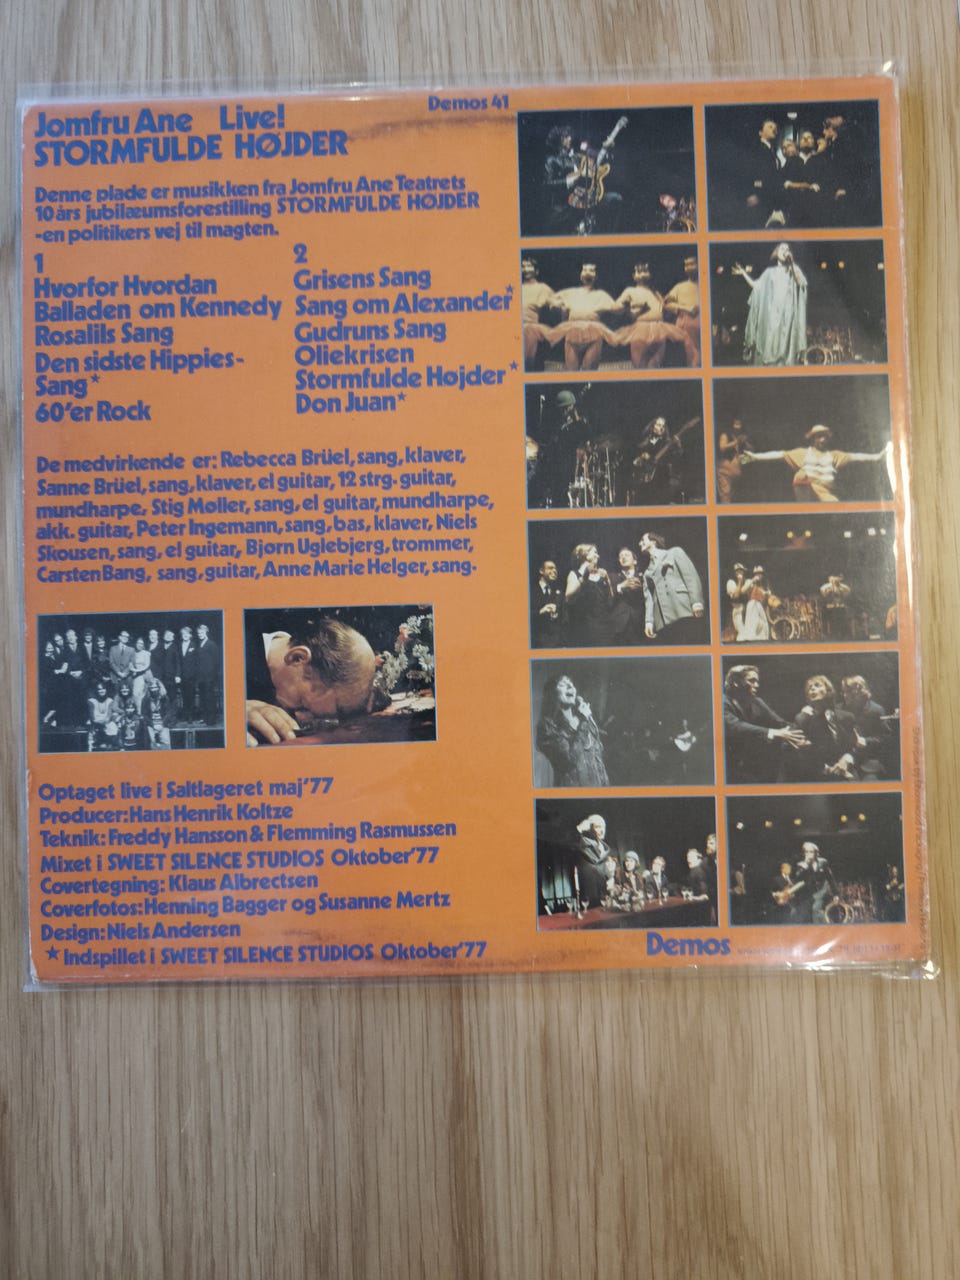 Demos 41
Jomfru Ane Live!
STORMFULDE HØJDER
Denne plade er musikken fra Jomfru Ane Teatrets
10 års jubilæumsforestilling STORMFULDE HØJDER
-en politikers vej til magten.
1
Hvorfor Hvordan
Balladen om Kennedy
Rosalils Sang
Den sidste Hippies-
Sang*
60'er Rock
2
Grisens Sang
Sang om Alexander*
Gudruns Sang
Oliekrisen
Stormfulde Højder*
Don Juan*
De medvirkende er: Rebecca Brüel, sang, klaver,
Sanne Brüel, sang, klaver, el guitar, 12 strg. guitar,
mundharpe, Stig Møller, sang, el guitar, mundharpe,
akk. guitar, Peter Ingemann, sang, bas, klaver, Niels
Skousen, sang, el guitar, Bjørn Uglebjerg, trommer,
Carsten Bang, sang, guitar, Anne Marie Helger, sang.
Optaget live i Saltlageret maj'77
Producer: Hans Henrik Koltze
Teknik: Freddy Hansson & Flemming Rasmussen
Mixet i SWEET SILENCE STUDIOS Oktober'77
Covertegning: Klaus Albrectsen
Coverfotos: Henning Bagger og Susanne Mertz
Design: Niels Andersen
* Indspillet i SWEET SILENCE STUDIOS Oktober'77
Demos